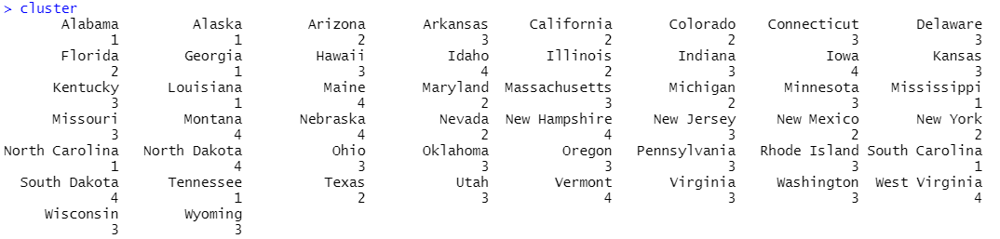 > cluster
Alabama Alaska Arizona Arkansas California Colorado Connecticut Delaware
1 1 2 3 2 2 3 3
Florida Georgia Hawaii Idaho Illinois Indiana Iowa Kansas
2 1 3 4 2 3 4 3
Kentucky Louisiana Maine Maryland Massachusetts Michigan Minnesota Mississippi
3 1 4 2 3 2 3 1
Missouri Montana Nebraska Nevada New Hampshire New Jersey New Mexico New York
3 4 4 2 4 3 2 2
North Carolina North Dakota Ohio Oklahoma Oregon Pennsylvania Rhode Island South Carolina
1 4 3 3 3 3 3 1
South Dakota Tennessee Texas Utah Vermont Virginia Washington West Virginia
4 1 2 3 4 3 3 4
Wisconsin Wyoming
3 3